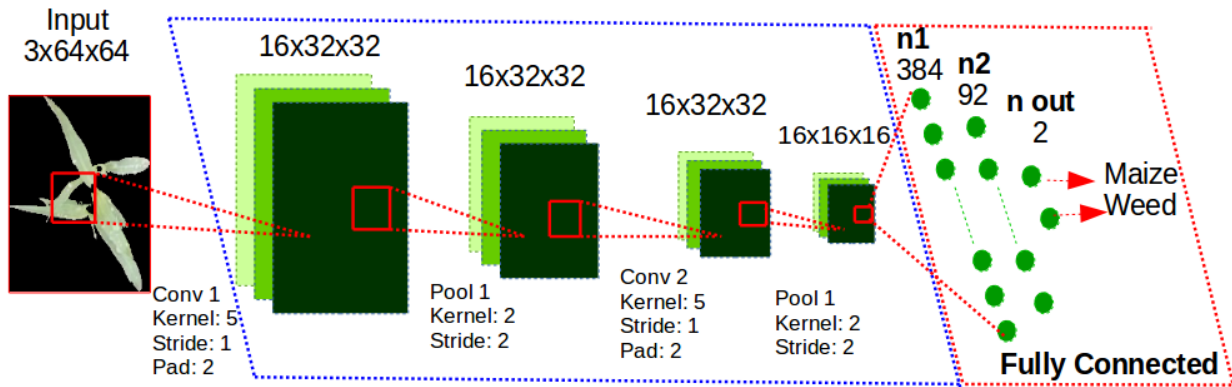 Input
3x64x64
16x32x32
16x32x32
16x32x32
16x16x16
n1
384
n2
92
n out
2
Maize
Weed
Conv 1
Kernel: 5
Stride: 1
Pad: 2
Pool 1
Kernel: 2
Stride: 2
Conv 2
Kernel: 5
Stride: 1
Pad: 2
Pool 1
Kernel: 2
Stride: 2
Fully Connected